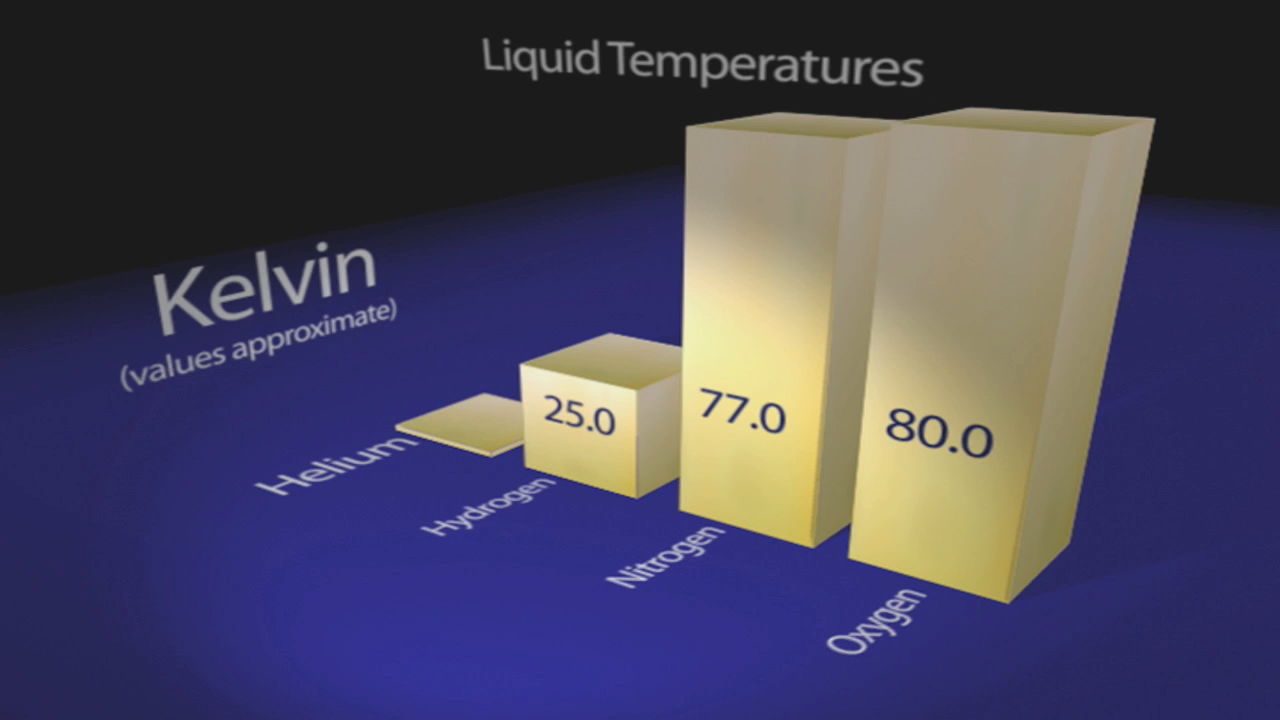 Liquid Temperatures
Kelvin
(values approximate)
25.0
77.0
80.0
Helium
Hydrogen
Nitrogen
Oxygen